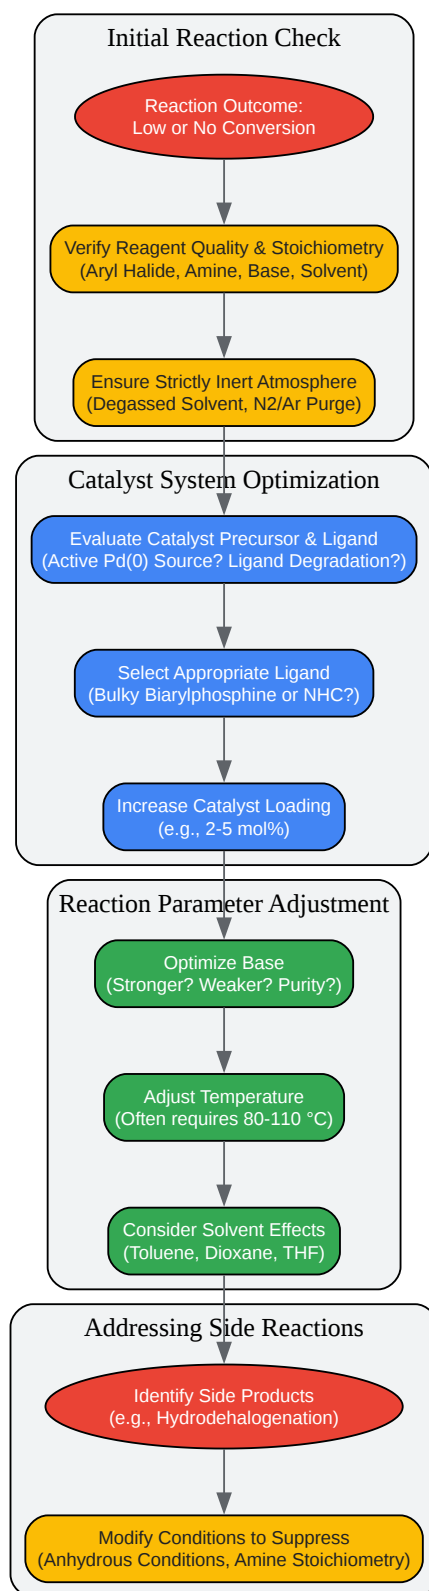 Initial Reaction Check
Reaction Outcome:
Low or No Conversion
Verify Reagent Quality & Stoichiometry
(Aryl Halide, Amine, Base, Solvent)
Ensure Strictly Inert Atmosphere
(Degassed Solvent, N2/Ar Purge)
Catalyst System Optimization
Evaluate Catalyst Precursor & Ligand
(Active Pd(0) Source? Ligand Degradation?)
Select Appropriate Ligand
(Bulky Biarylphosphine or NHC?)
Increase Catalyst Loading
(e.g., 2-5 mol%)
Reaction Parameter Adjustment
Optimize Base
(Stronger? Weaker? Purity?)
Adjust Temperature
(Often requires 80-110 °C)
Consider Solvent Effects
(Toluene, Dioxane, THF)
Addressing Side Reactions
Identify Side Products
(e.g., Hydrodehalogenation)
Modify Conditions to Suppress
(Anhydrous Conditions, Amine Stoichiometry)